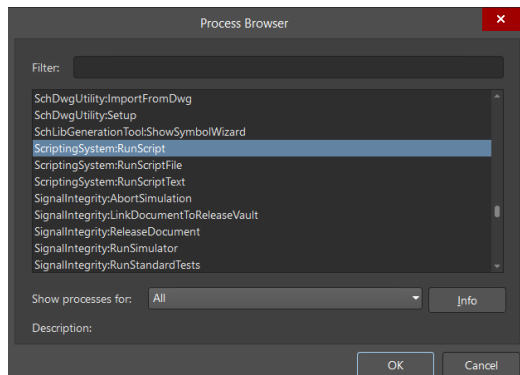 Process Browser
Filter:
SchDwgUtility:ImportFromDwg
SchDwgUtility:Setup
SchLibGenerationTool:ShowSymbolWizard
ScriptingSystem:RunScript
ScriptingSystem:RunScriptFile
ScriptingSystem:RunScriptText
SignalIntegrity:AbortSimulation
SignalIntegrity:LinkDocumentToReleaseVault
SignalIntegrity:ReleaseDocument
SignalIntegrity:RunSimulator
SignalIntegrity:RunStandardTests
Show processes for: All Info
Description:
OK Cancel